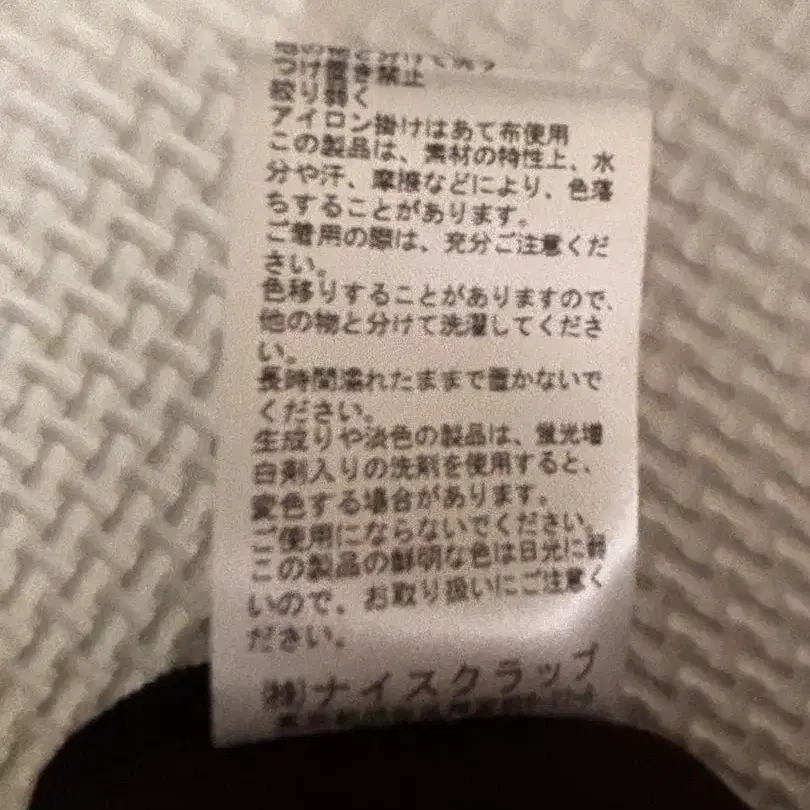 他の物と分けて洗う
つけ置き禁止
絞り弱く
アイロン掛けはあて布使用
この製品は、素材の特性上、水
分や汗、摩擦などにより、色落
ちすることがあります。
ご着用の際は、充分ご注意くだ
さい。
色移りすることがありますので、
他の物と分けて洗濯してくださ
い。
長時間濡れたままで置かないで
ください。
生成りや淡色の製品は、蛍光増
白剤入りの洗剤を使用すると、
変色する場合があります。
ご使用にならないでください。
この製品の鮮明な色は日光に弱
いので、お取り扱いにご注意く
ださい。
(株)ナイスクラップ